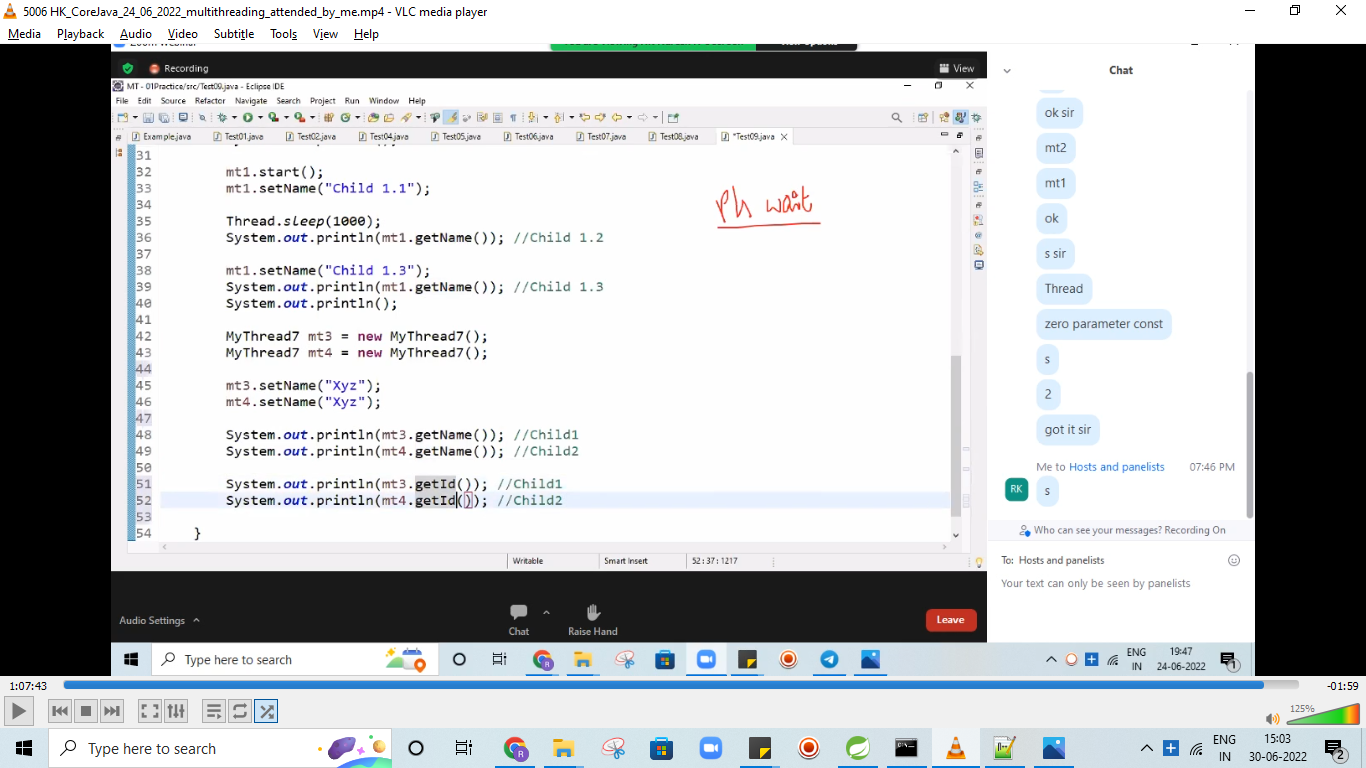 5006 HK_CoreJava_24_06_2022_multithreading_attended_by_me.mp4 - VLC media player
Media Playback Audio Video Subtitle Tools View Help
Recording
View
MT - 01Practice/src/Test09.java - Eclipse IDE
File Edit Source Refactor Navigate Search Project Run Window Help
Example.java Test01.java Test02.java Test04.java Test05.java Test06.java Test07.java Test08.java *Test09.java
31
32 mt1.start();
33 mt1.setName("Child 1.1");
34
35 Thread.sleep(1000);
36 System.out.println(mt1.getName()); //Child 1.2
37
38 mt1.setName("Child 1.3");
39 System.out.println(mt1.getName()); //Child 1.3
40 System.out.println();
41
42 MyThread7 mt3 = new MyThread7();
43 MyThread7 mt4 = new MyThread7();
44
45 mt3.setName("Xyz");
46 mt4.setName("Xyz");
47
48 System.out.println(mt3.getName()); //Child1
49 System.out.println(mt4.getName()); //Child2
50
51 System.out.println(mt3.getId()); //Child1
52 System.out.println(mt4.getId()); //Child2
53
54 }
wait
Writable Smart Insert 52 : 37 : 1217
Audio Settings
Chat
Raise Hand
Leave
Chat
ok sir
mt2
mt1
ok
s sir
Thread
zero parameter const
s
2
got it sir
Me to Hosts and panelists 07:46 PM
RK
s
Who can see your messages? Recording On
To: Hosts and panelists
Your text can only be seen by panelists
Type here to search
ENG
IN
19:47
24-06-2022
1
1:07:43
-01:59
125%
Type here to search
ENG
IN
15:03
30-06-2022
2